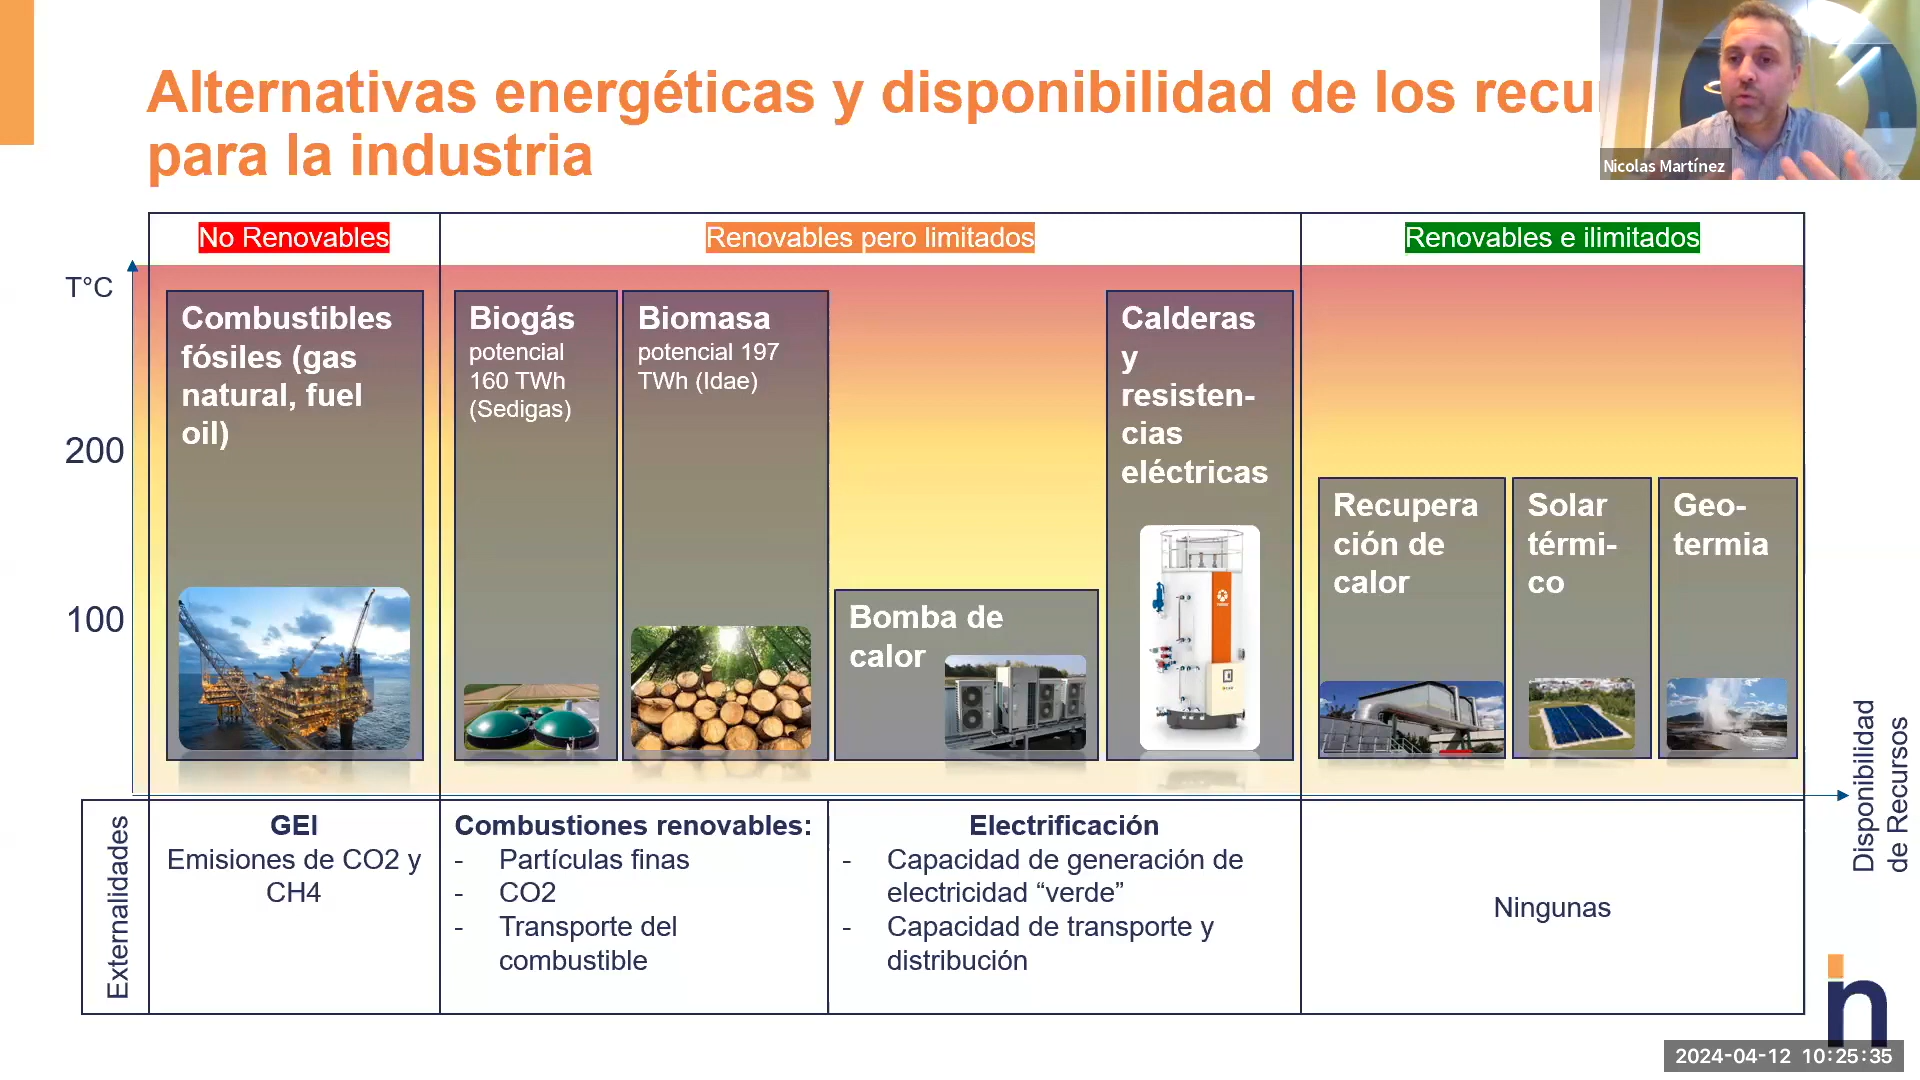 Alternativas energéticas y disponibilidad de los recu
para la industria
Nicolas Martínez
No Renovables
Renovables pero limitados
Renovables e ilimitados
T°C
200
100
Combustibles
fósiles (gas
natural, fuel
oil)
Biogás
potencial
160 TWh
(Sedigas)
Biomasa
potencial 197
TWh (Idae)
Bomba de
calor
Calderas
y
resisten-
cias
eléctricas
Recupera
ción de
calor
Solar
térmi-
co
Geo-
termia
Disponibilidad
de Recursos
Externalidades
GEI
Emisiones de CO2 y
CH4
Combustiones renovables:
- Partículas finas
- CO2
- Transporte del
combustible
Electrificación
- Capacidad de generación de
electricidad “verde”
- Capacidad de transporte y
distribución
Ningunas
in
2024-04-12 10:25:35